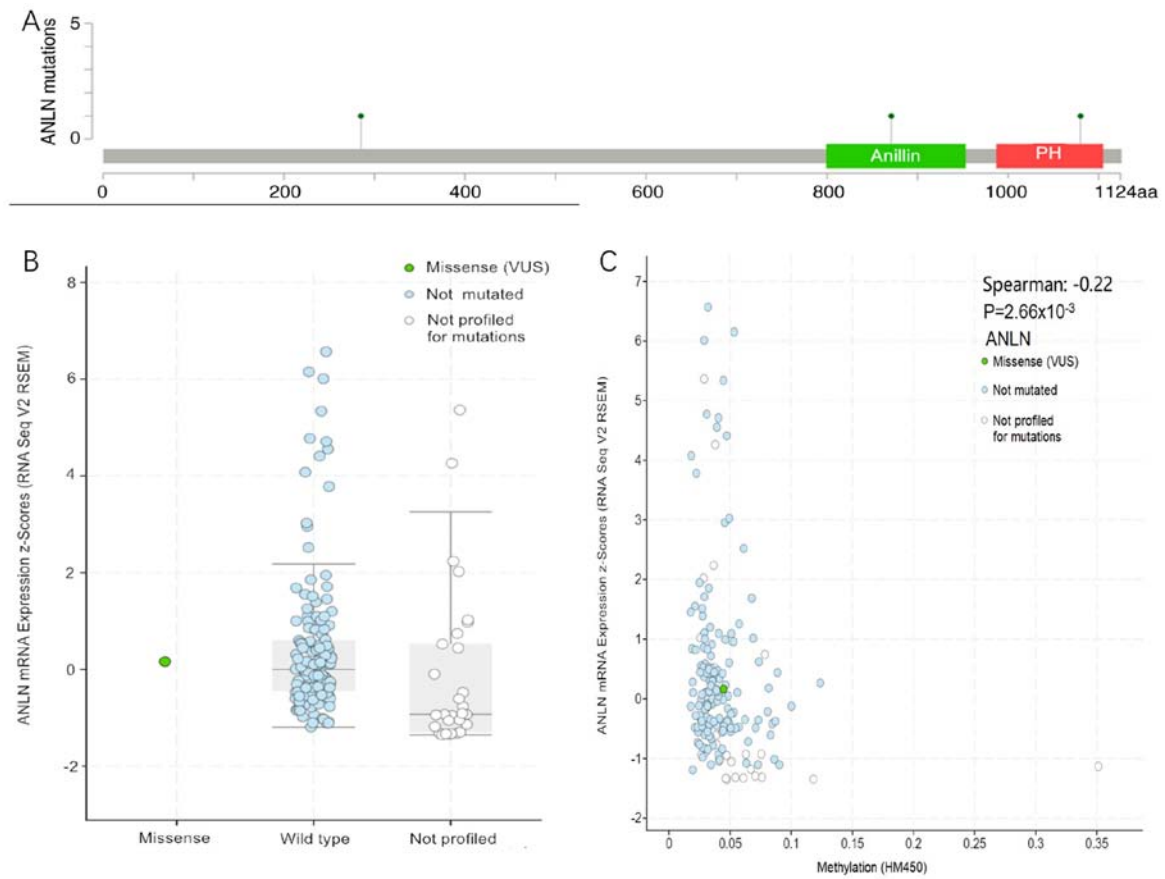 A
ANLN mutations
5
0
Anillin
PH
0
200
400
600
800
1000
1124aa
B
ANLN mRNA Expression z-Scores (RNA Seq V2 RSEM)
8
6
4
2
0
-2
Missense (VUS)
Not mutated
Not profiled
for mutations
Missense
Wild type
Not profiled
C
ANLN mRNA Expression z-Scores (RNA Seq V2 RSEM)
7
6
5
4
3
2
1
0
-1
-2
Spearman: -0.22
P=2.66x10⁻³
ANLN
Missense (VUS)
Not mutated
Not profiled
for mutations
0
0.05
0.1
0.15
0.2
0.25
0.3
0.35
Methylation (HM450)